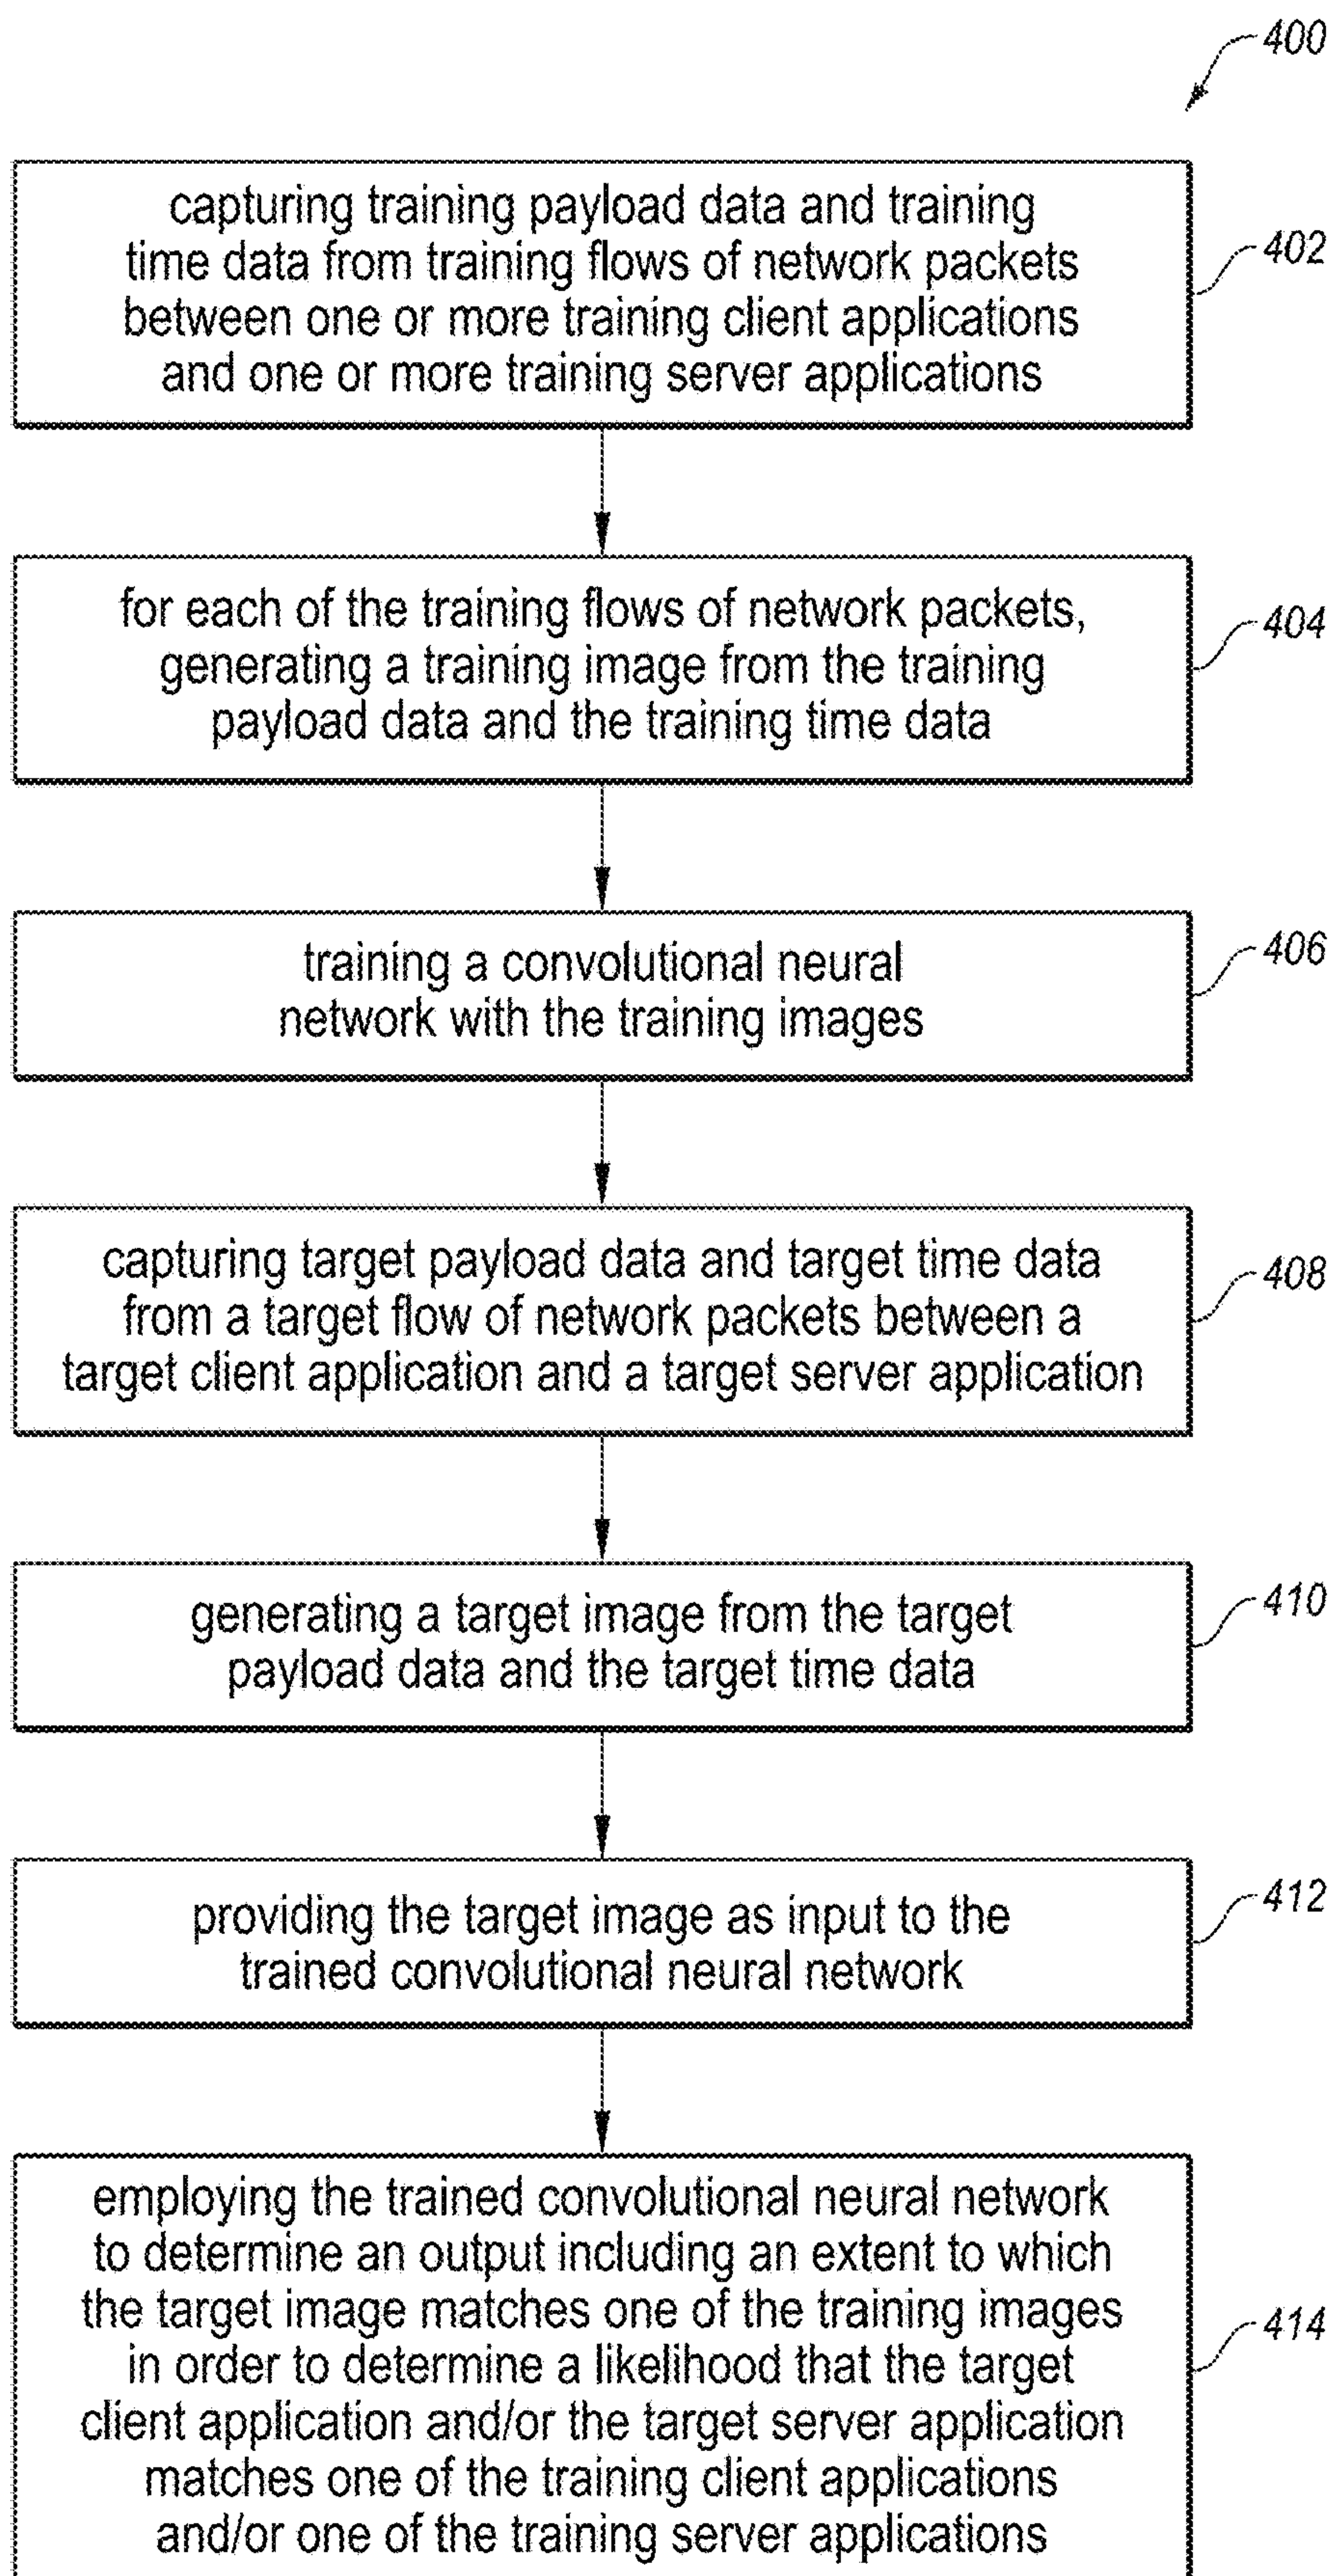 400
capturing training payload data and training
time data from training flows of network packets
between one or more training client applications
and one or more training server applications
402
for each of the training flows of network packets,
generating a training image from the training
payload data and the training time data
404
training a convolutional neural
network with the training images
406
capturing target payload data and target time data
from a target flow of network packets between a
target client application and a target server application
408
generating a target image from the target
payload data and the target time data
410
providing the target image as input to the
trained convolutional neural network
412
employing the trained convolutional neural network
to determine an output including an extent to which
the target image matches one of the training images
in order to determine a likelihood that the target
client application and/or the target server application
matches one of the training client applications
and/or one of the training server applications
414